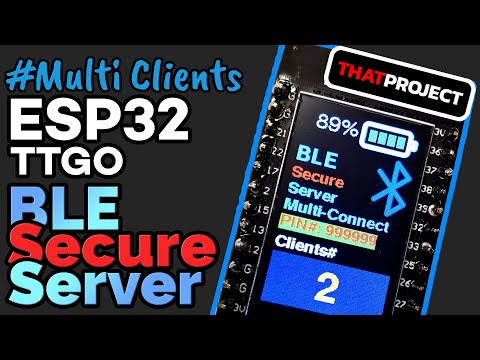 #Multi Clients
ESP32
TTGO
BLE
Secure
Server
THATPROJECT
89%
BLE
Secure
Server
Multi-Connect
PIN#: 999999
Clients#
2